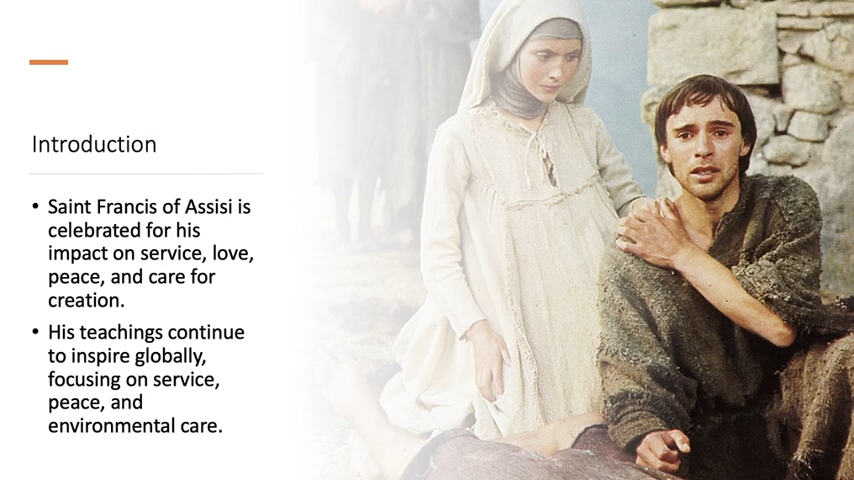 Introduction
• Saint Francis of Assisi is
celebrated for his
impact on service, love,
peace, and care for
creation.
• His teachings continue
to inspire globally,
focusing on service,
peace, and
environmental care.